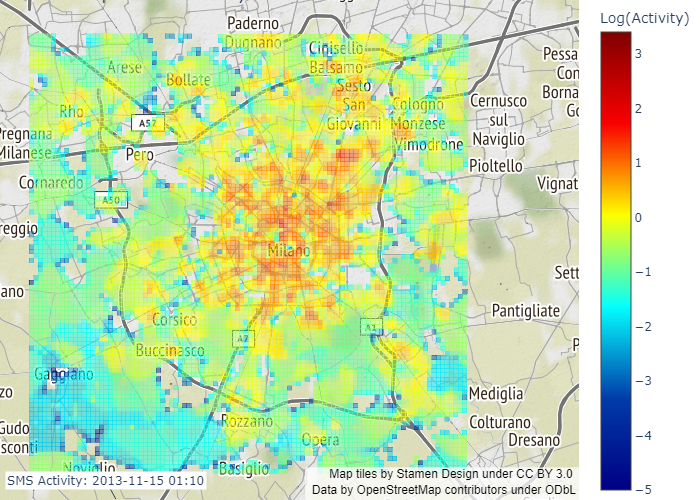 Paderno
Dugnano
Cinisello
Balsamo
Arese
Bollate
Sesto
San
Giovanni
Cologno
Monzese
Rho
A52
Pero
Pregnana
Milanese
Cornaredo
A50
Vimodrone
Cernusco
sul
Naviglio
Pioltello
Pessa
Con
Borna
Go
Vignat
reggio
Milano
ano
Sett
Pantigliate
P
Corsico
Buccinasco
A7
A1
Gaggiano
zo
Gudo
sconti
Noviglio
Rozzano
Opera
Basiglio
Mediglia
Colturano
Dresano
SMS Activity: 2013-11-15 01:10
Map tiles by Stamen Design under CC BY 3.0
Data by OpenStreetMap contributors under ODbL
Log(Activity)
3
2
1
0
−1
−2
−3
−4
−5